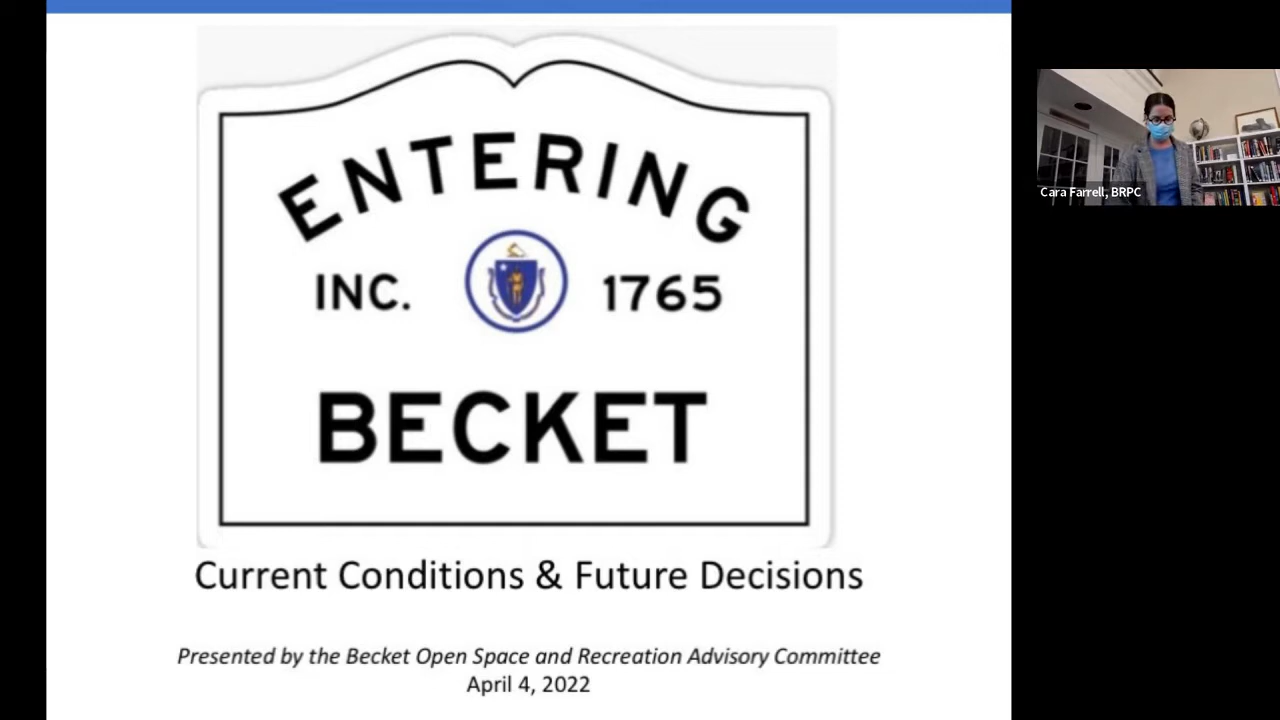 ENTERING
INC. 1765
BECKET
Current Conditions & Future Decisions
Presented by the Becket Open Space and Recreation Advisory Committee
April 4, 2022
Cara Farrell, BRPC